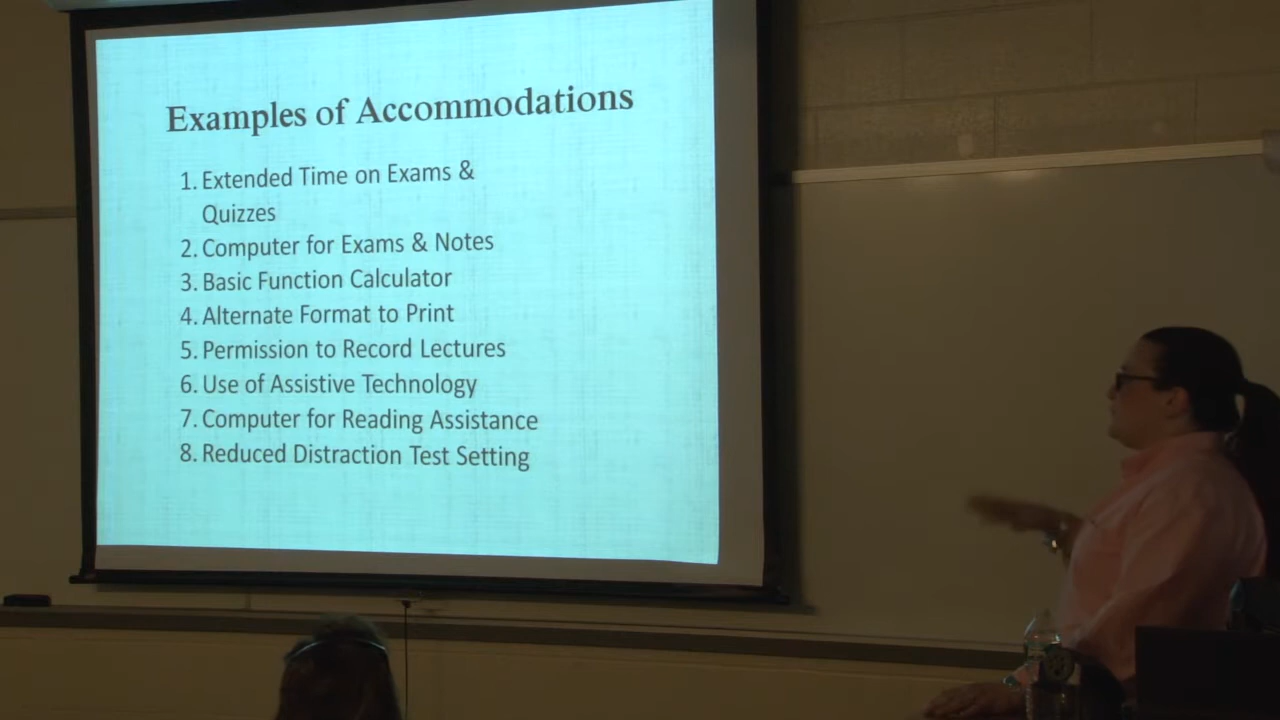 Examples of Accommodations
1. Extended Time on Exams &
Quizzes
2. Computer for Exams & Notes
3. Basic Function Calculator
4. Alternate Format to Print
5. Permission to Record Lectures
6. Use of Assistive Technology
7. Computer for Reading Assistance
8. Reduced Distraction Test Setting